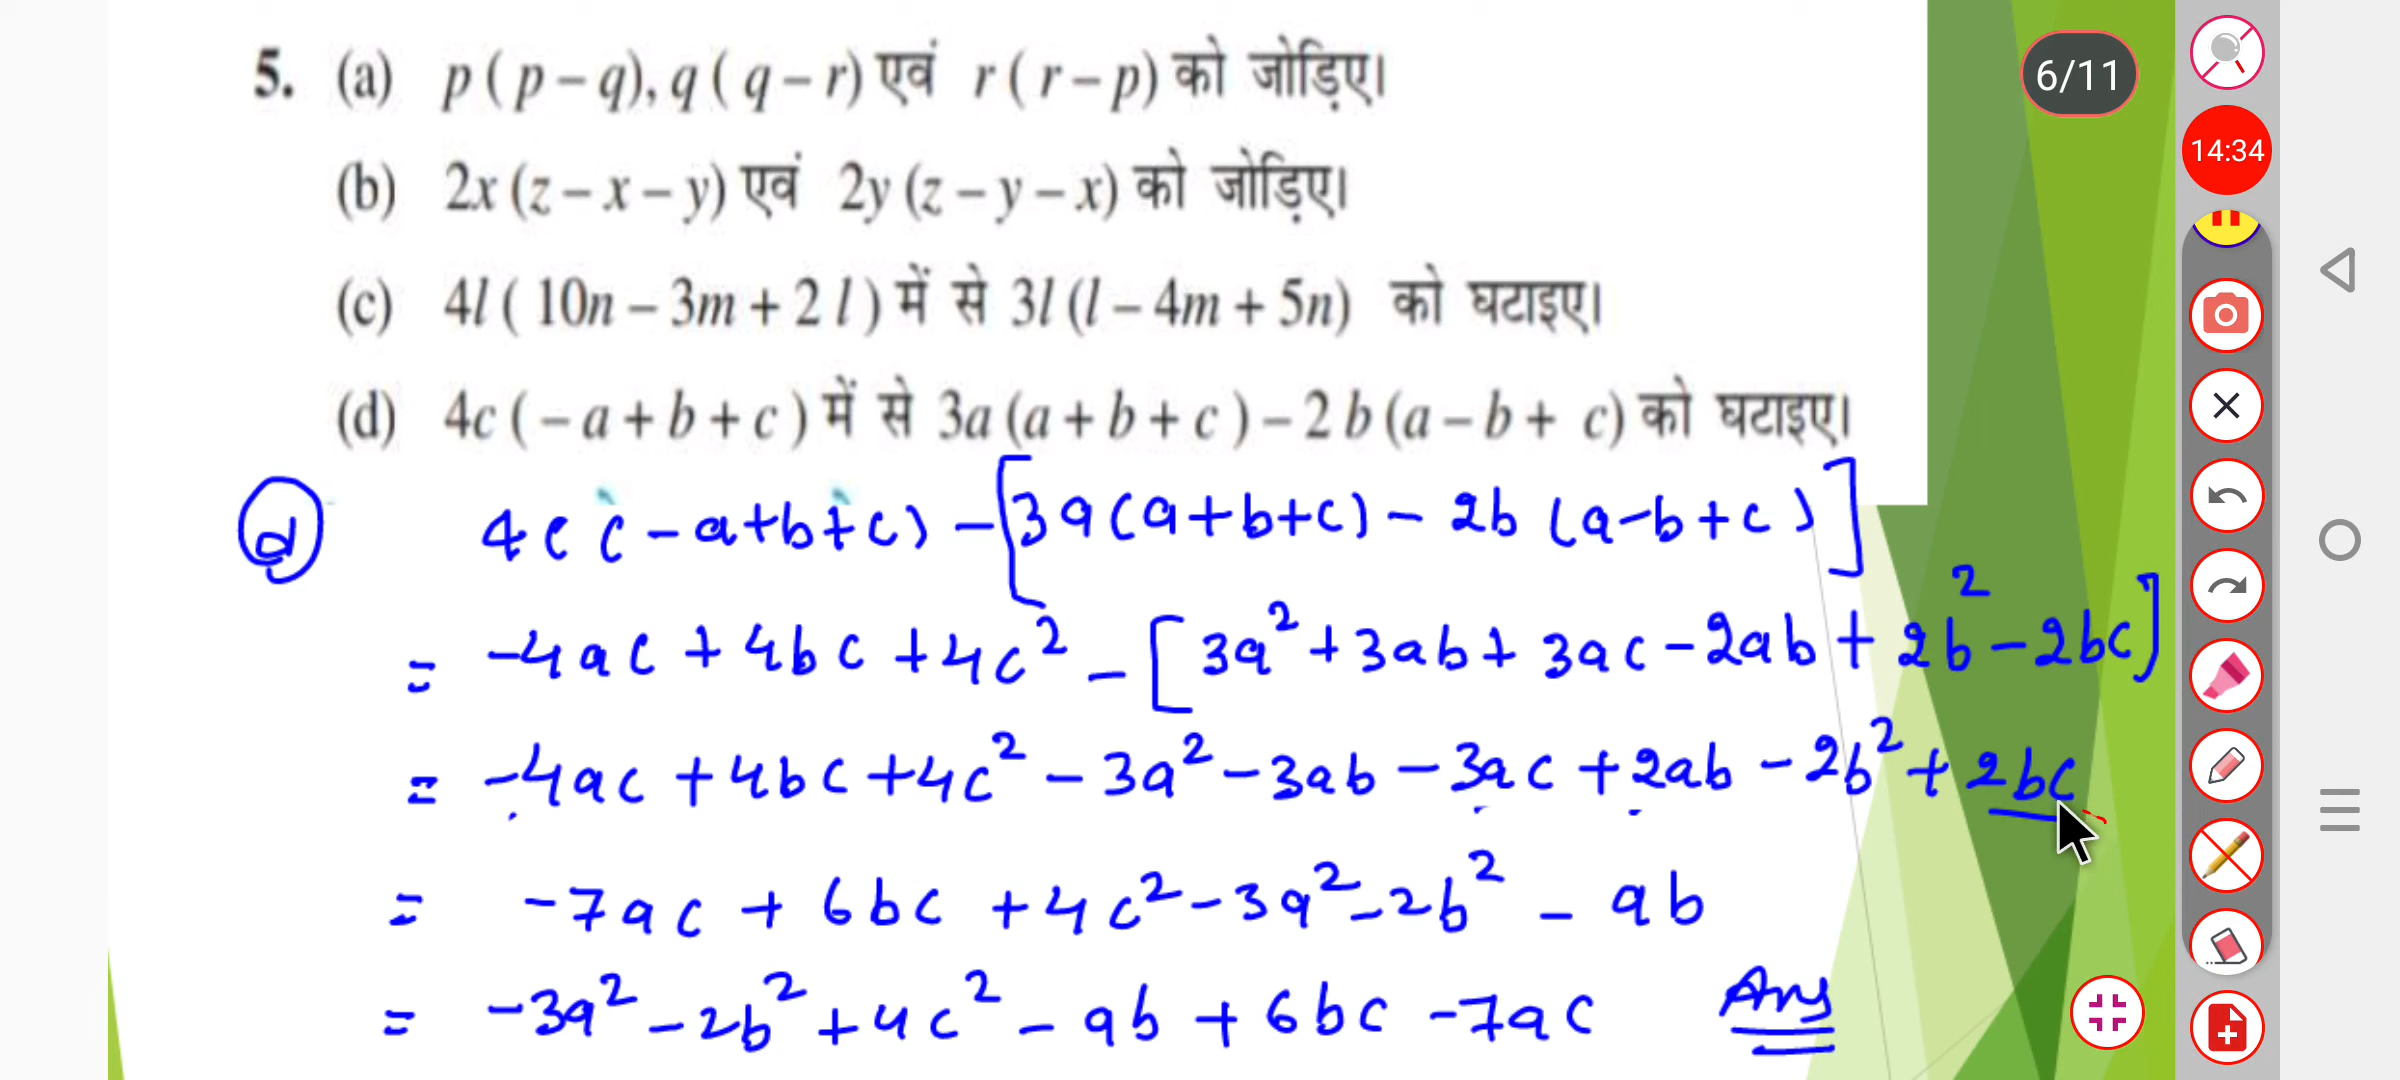 5. (a) p ( p – q), q ( q – r) एवं r ( r – p) को जोड़िए।
(b) 2x (z – x – y) एवं 2y (z – y – x) को जोड़िए।
(c) 4l ( 10n – 3m + 2 l ) में से 3l (l – 4m + 5n) को घटाइए।
(d) 4c ( – a + b + c ) में से 3a (a + b + c ) – 2 b (a – b + c) को घटाइए।
d 4c (-a+b+c) - [3a(a+b+c) - 2b (a-b+c)]
= -4ac + 4bc + 4c² - [3a² + 3ab + 3ac - 2ab + 2b² - 2bc]
= -4ac + 4bc + 4c² - 3a² - 3ab - 3ac + 2ab - 2b² + 2bc
= -7ac + 6bc + 4c² - 3a² - 2b² - ab
= -3a² - 2b² + 4c² - ab + 6bc - 7ac Ans
6/11
14:34